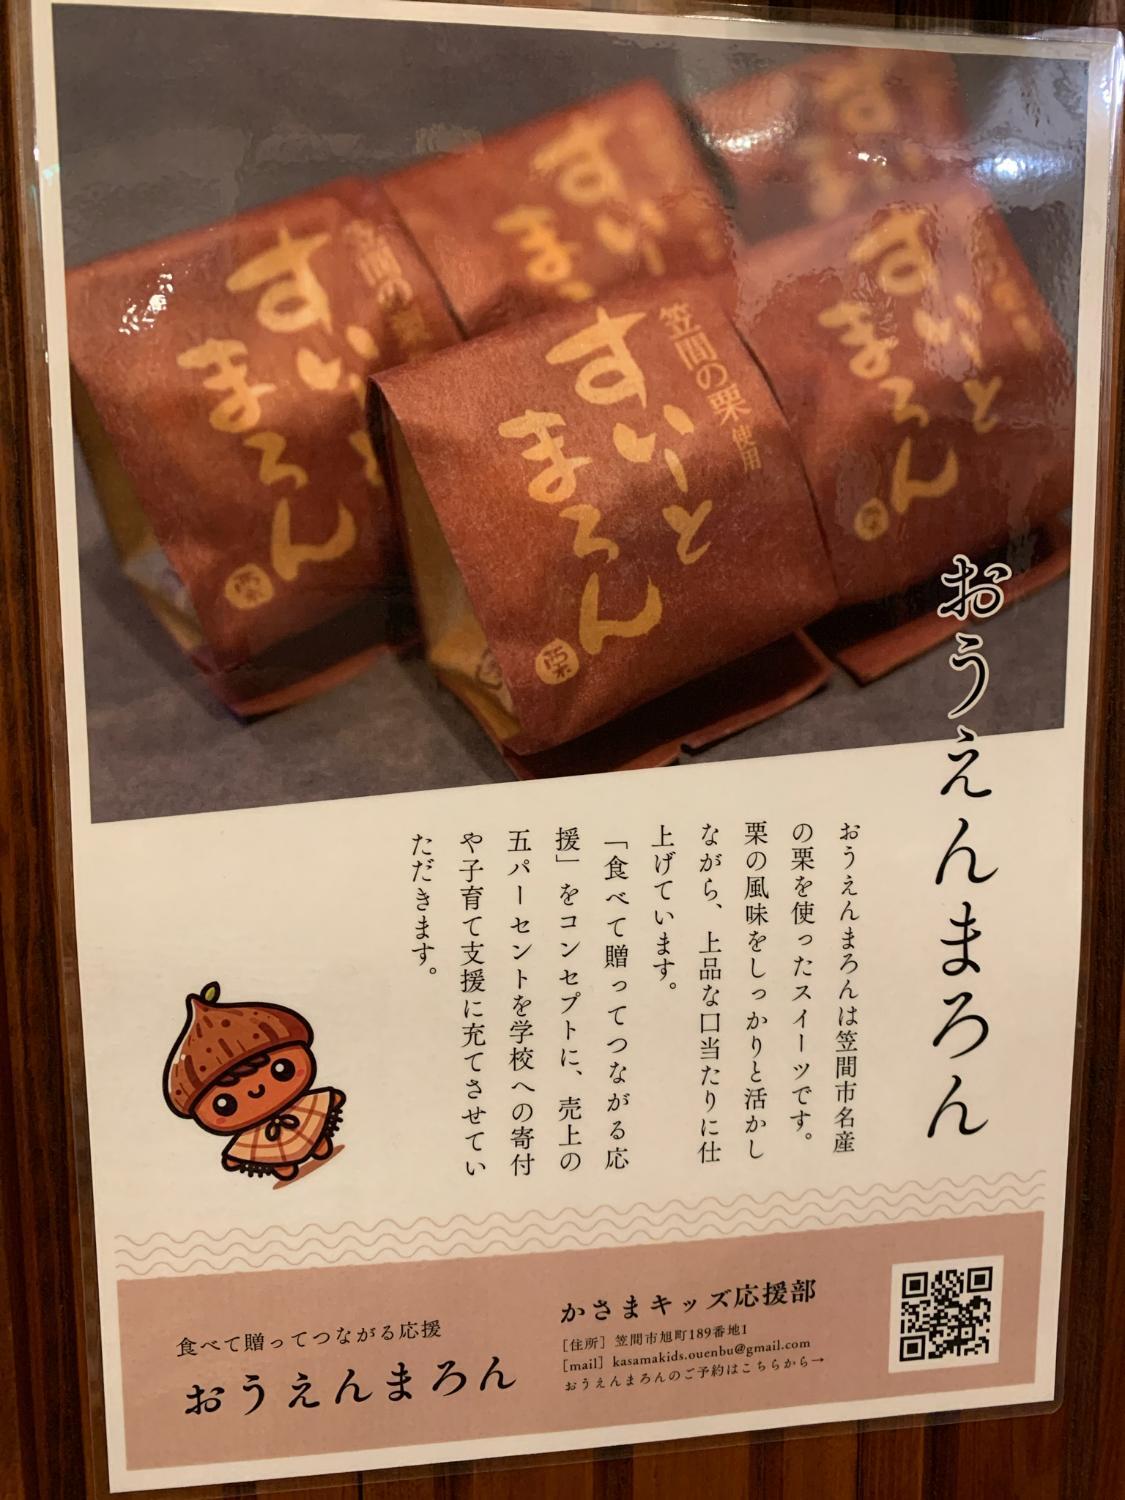 笠間の栗使用
すいーと
まろん
栗
おうえんまろん
おうえんまろんは笠間市名産
の栗を使ったスイーツです。
栗の風味をしっかりと活かし
ながら、上品な口当たりに仕
上げています。
「食べて贈ってつながる応
援」をコンセプトに、売上の
五パーセントを学校への寄付
や子育て支援に充てさせてい
ただきます。
食べて贈ってつながる応援
おうえんまろん
かさまキッズ応援部
[住所] 笠間市旭町189番地1
[mail] kasamakids.ouenbu@gmail.com
おうえんまろんのご予約はこちらから→